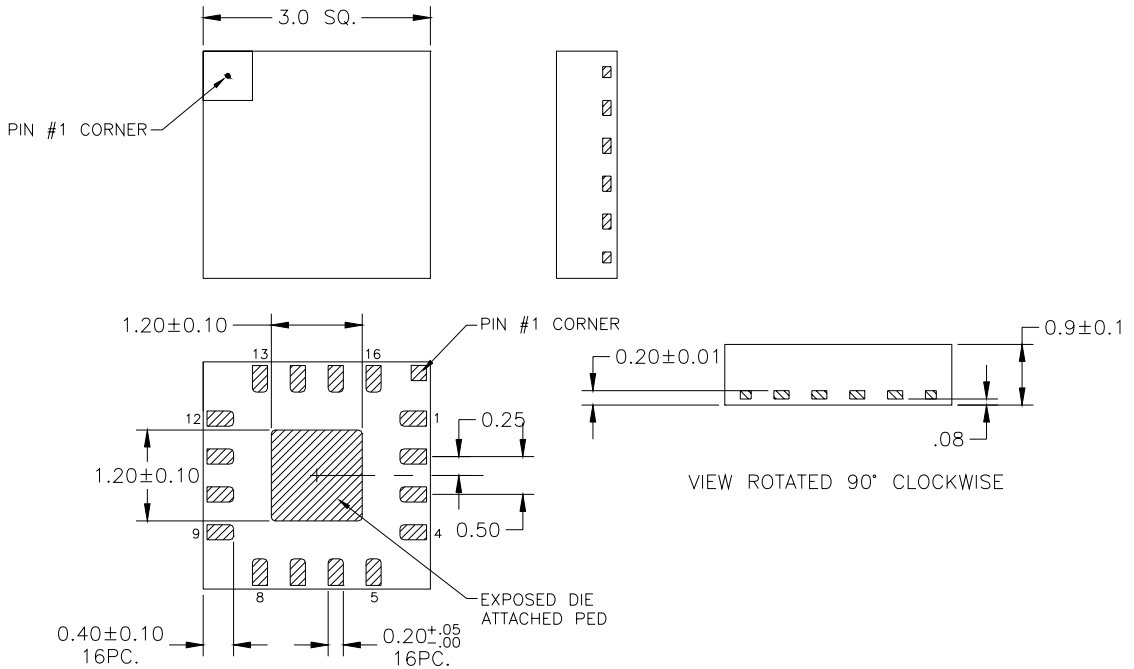 3.0 SQ.
PIN #1 CORNER
1.20±0.10
PIN #1 CORNER
13
16
12
1
9
4
8
5
1.20±0.10
0.25
0.50
EXPOSED DIE
ATTACHED PED
0.40±0.10
16PC.
0.20+.05-.00
16PC.
0.20±0.01
0.9±0.1
.08
VIEW ROTATED 90° CLOCKWISE